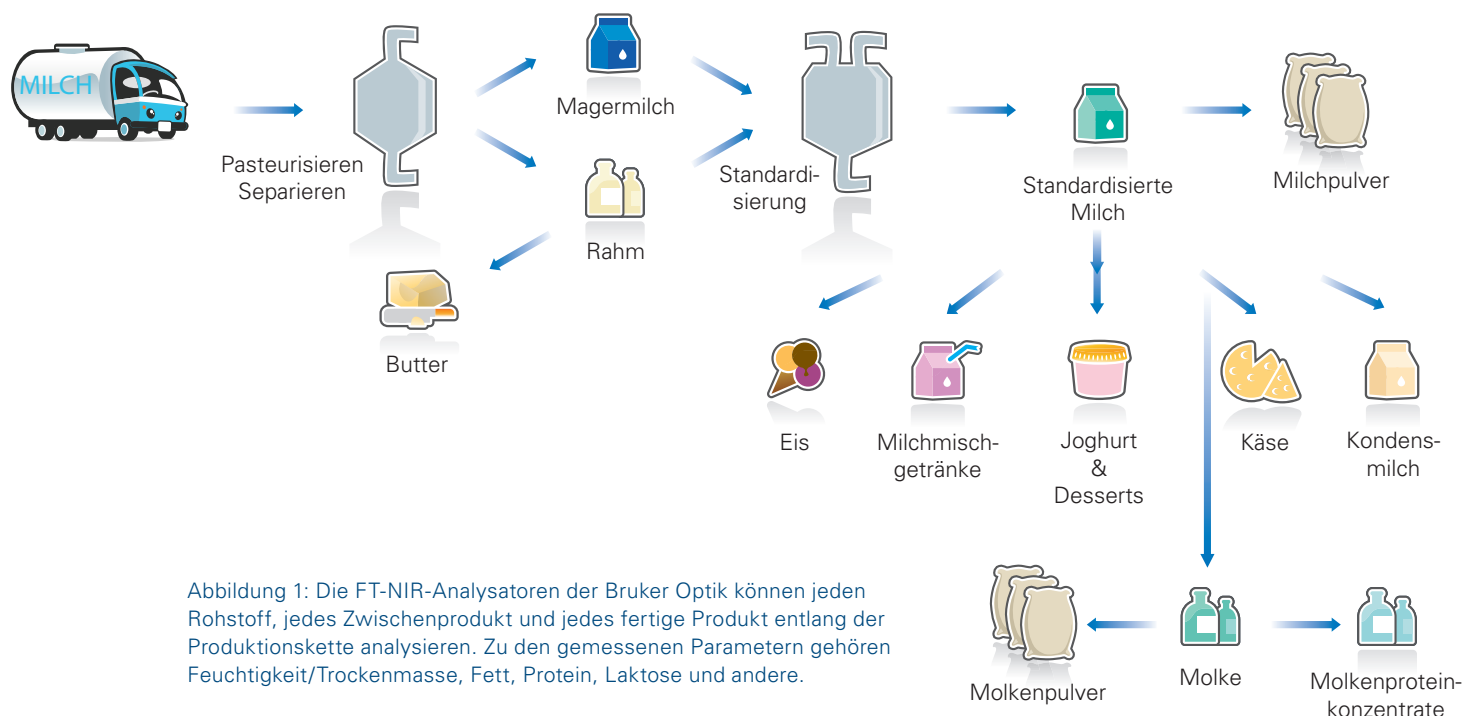 MILCH
Pasteurisieren
Separieren
Magermilch
Rahm
Butter
Standardi-
sierung
Standardisierte
Milch
Milchpulver
Eis
Milchmisch-
getränke
Joghurt
&
Desserts
Käse
Kondens-
milch
Molkenpulver
Molke
Molkenprotein-
konzentrate
Abbildung 1: Die FT-NIR-Analysatoren der Bruker Optik können jeden
Rohstoff, jedes Zwischenprodukt und jedes fertige Produkt entlang der
Produktionskette analysieren. Zu den gemessenen Parametern gehören
Feuchtigkeit/Trockenmasse, Fett, Protein, Laktose und andere.